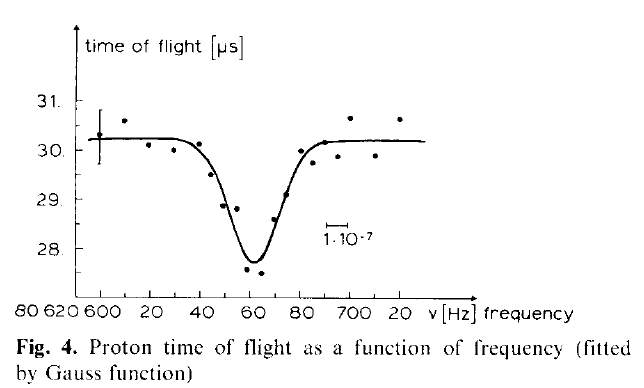 time of flight [µs]
31.
30.
29.
28.
1·10⁻⁷
80 620 600 20 40 60 80 700 20 ν[Hz] frequency
Fig. 4. Proton time of flight as a function of frequency (fitted
by Gauss function)